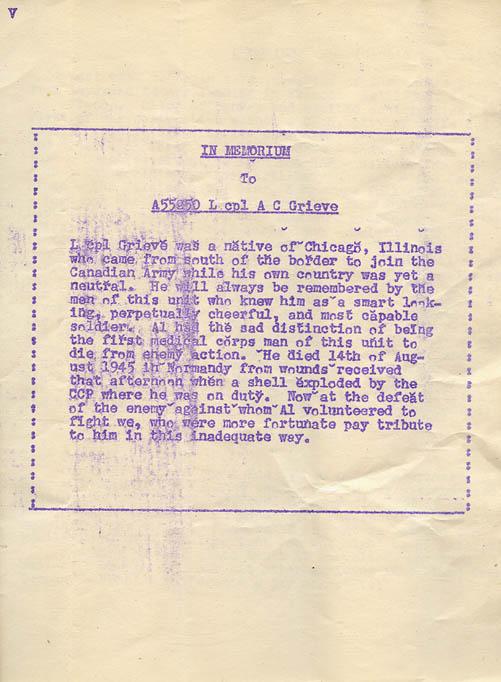 A
IN MEMORIUM
To
A55850 L cpl A C Grieve
L cpl Grieve was a native of Chicago, Illinois
who came from south of the border to join the
Canadian Army while his own country was yet a
neutral. He will always be remembered by the
men of this unit who knew him as a smart look-
ing, perpetually cheerful, and most capable
soldier. Al had the sad distinction of being
the first medical corps man of this unit to
die from enemy action. He died 14th of Aug-
ust 1945 in Normandy from wounds received
that afternoon when a shell exploded by the
CCP where he was on duty. Now at the defeat
of the enemy against whom Al volunteered to
fight we, who were more fortunate pay tribute
to him in this inadequate way.